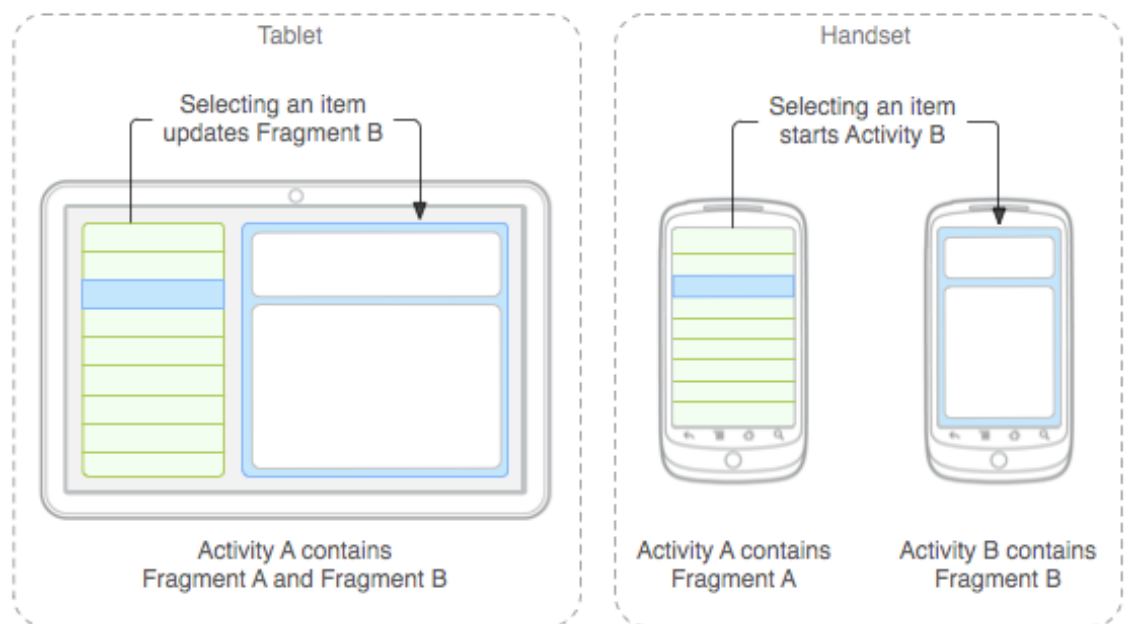 Tablet
Selecting an item
updates Fragment B
Activity A contains
Fragment A and Fragment B
Handset
Selecting an item
starts Activity B
Activity A contains
Fragment A
Activity B contains
Fragment B